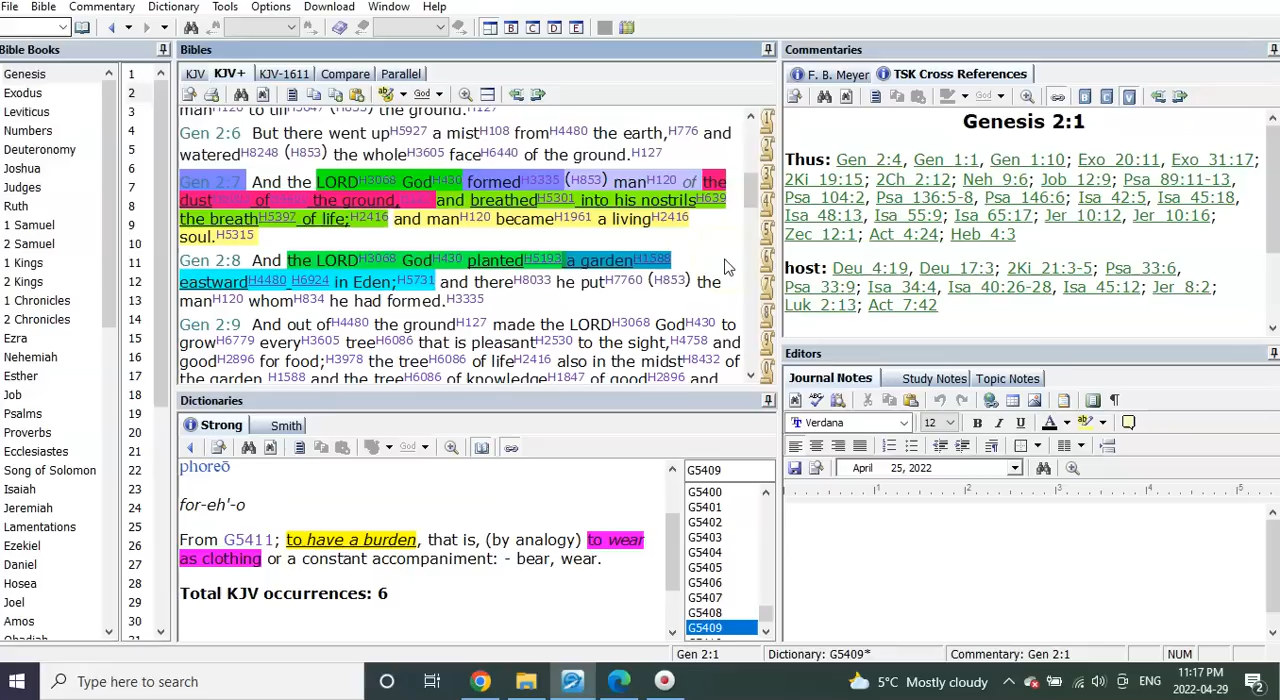 File Bible Commentary Dictionary Tools Options Download Window Help
Bible Books
Genesis
Exodus
Leviticus
Numbers
Deuteronomy
Joshua
Judges
Ruth
1 Samuel
2 Samuel
1 Kings
2 Kings
1 Chronicles
2 Chronicles
Ezra
Nehemiah
Esther
Job
Psalms
Proverbs
Ecclesiastes
Song of Solomon
Isaiah
Jeremiah
Lamentations
Ezekiel
Daniel
Hosea
Joel
Amos
Obadiah
1
2
3
4
5
6
7
8
9
10
11
12
13
14
15
16
17
18
19
20
21
22
23
24
25
26
27
28
29
30
31
Bibles
KJV KJV+ KJV-1611 Compare Parallel
God
man H120 to till H5647 the ground. H127
Gen 2:6 But there went up H5927 a mist H108 from H4480 the earth, H776 and
watered H8248 (H853) the whole H3605 face H6440 of the ground. H127
Gen 2:7 And the LORD H3068 God H430 formed H3335 (H853) man H120 of the
dust of the ground, and breathed H5301 into his nostrils H639
the breath H5397 of life; H2416 and man H120 became H1961 a living H2416
soul. H5315
Gen 2:8 And the LORD H3068 God H430 planted H5193 a garden H1588
eastward H4480 H6924 in Eden; H5731 and there H8033 he put H7760 (H853) the
man H120 whom H834 he had formed. H3335
Gen 2:9 And out of H4480 the ground H127 made the LORD H3068 God H430 to
grow H6779 every H3605 tree H6086 that is pleasant H2530 to the sight, H4758 and
good H2896 for food; H3978 the tree H6086 of life H2416 also in the midst H8432 of
the garden, H1588 and the tree H6086 of knowledge H1847 of good H2896 and
Dictionaries
Strong Smith
God
phoreō
for-eh'-o
From G5411; to have a burden, that is, (by analogy) to wear
as clothing or a constant accompaniment: - bear, wear.
Total KJV occurrences: 6
G5409
G5400
G5401
G5402
G5403
G5404
G5405
G5406
G5407
G5408
G5409
Commentaries
F. B. Meyer TSK Cross References
God
B C V
Genesis 2:1
Thus: Gen 2:4, Gen 1:1, Gen 1:10; Exo 20:11, Exo 31:17;
2Ki 19:15; 2Ch 2:12; Neh 9:6; Job 12:9; Psa 89:11-13,
Psa 104:2, Psa 136:5-8, Psa 146:6; Isa 42:5, Isa 45:18,
Isa 48:13, Isa 55:9; Isa 65:17; Jer 10:12, Jer 10:16;
Zec 12:1; Act 4:24; Heb 4:3
host: Deu 4:19, Deu 17:3; 2Ki 21:3-5; Psa 33:6,
Psa 33:9; Isa 34:4, Isa 40:26-28, Isa 45:12; Jer 8:2;
Luk 2:13; Act 7:42
Editors
Journal Notes Study Notes Topic Notes
Verdana 12 B I U A
April 25, 2022
1 2 3 4 5
Gen 2:1 Dictionary: G5409* Commentary: Gen 2:1 NUM
Type here to search
5°C Mostly cloudy ENG
11:17 PM
2022-04-29
2